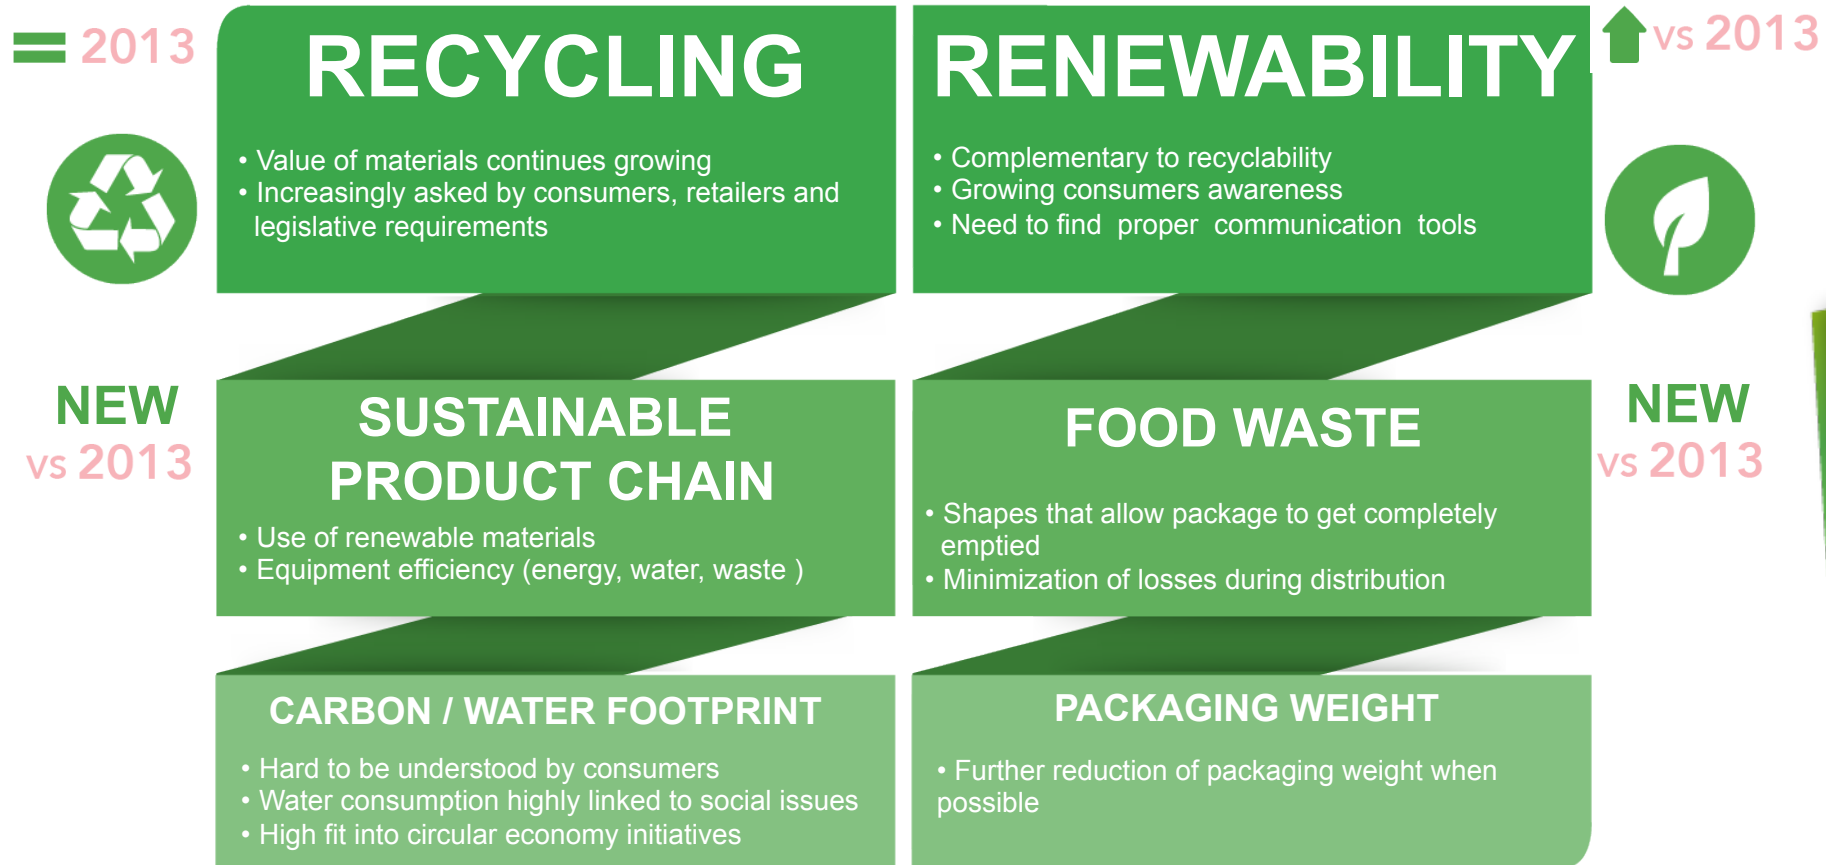 = 2013
RECYCLING
• Value of materials continues growing
• Increasingly asked by consumers, retailers and
legislative requirements
RENEWABILITY
vs 2013
• Complementary to recyclability
• Growing consumers awareness
• Need to find proper communication tools
NEW
vs 2013
SUSTAINABLE
PRODUCT CHAIN
• Use of renewable materials
• Equipment efficiency (energy, water, waste )
FOOD WASTE
• Shapes that allow package to get completely
emptied
• Minimization of losses during distribution
NEW
vs 2013
CARBON / WATER FOOTPRINT
• Hard to be understood by consumers
• Water consumption highly linked to social issues
• High fit into circular economy initiatives
PACKAGING WEIGHT
• Further reduction of packaging weight when
possible